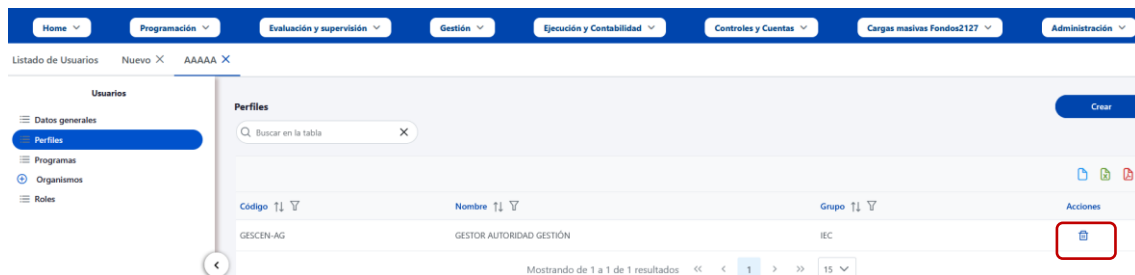 Home Programación Evaluación y supervisión Gestión Ejecución y Contabilidad Controles y Cuentas Cargas masivas Fondos2127 Administración
Listado de Usuarios Nuevo AAAAA
Usuarios
Datos generales
Perfiles
Programas
Organismos
Roles
Perfiles
Crear
Buscar en la tabla
Código Nombre Grupo Acciones
GESCEN-AG GESTOR AUTORIDAD GESTIÓN IEC
Mostrando de 1 a 1 de 1 resultados << < 1 > >> 15